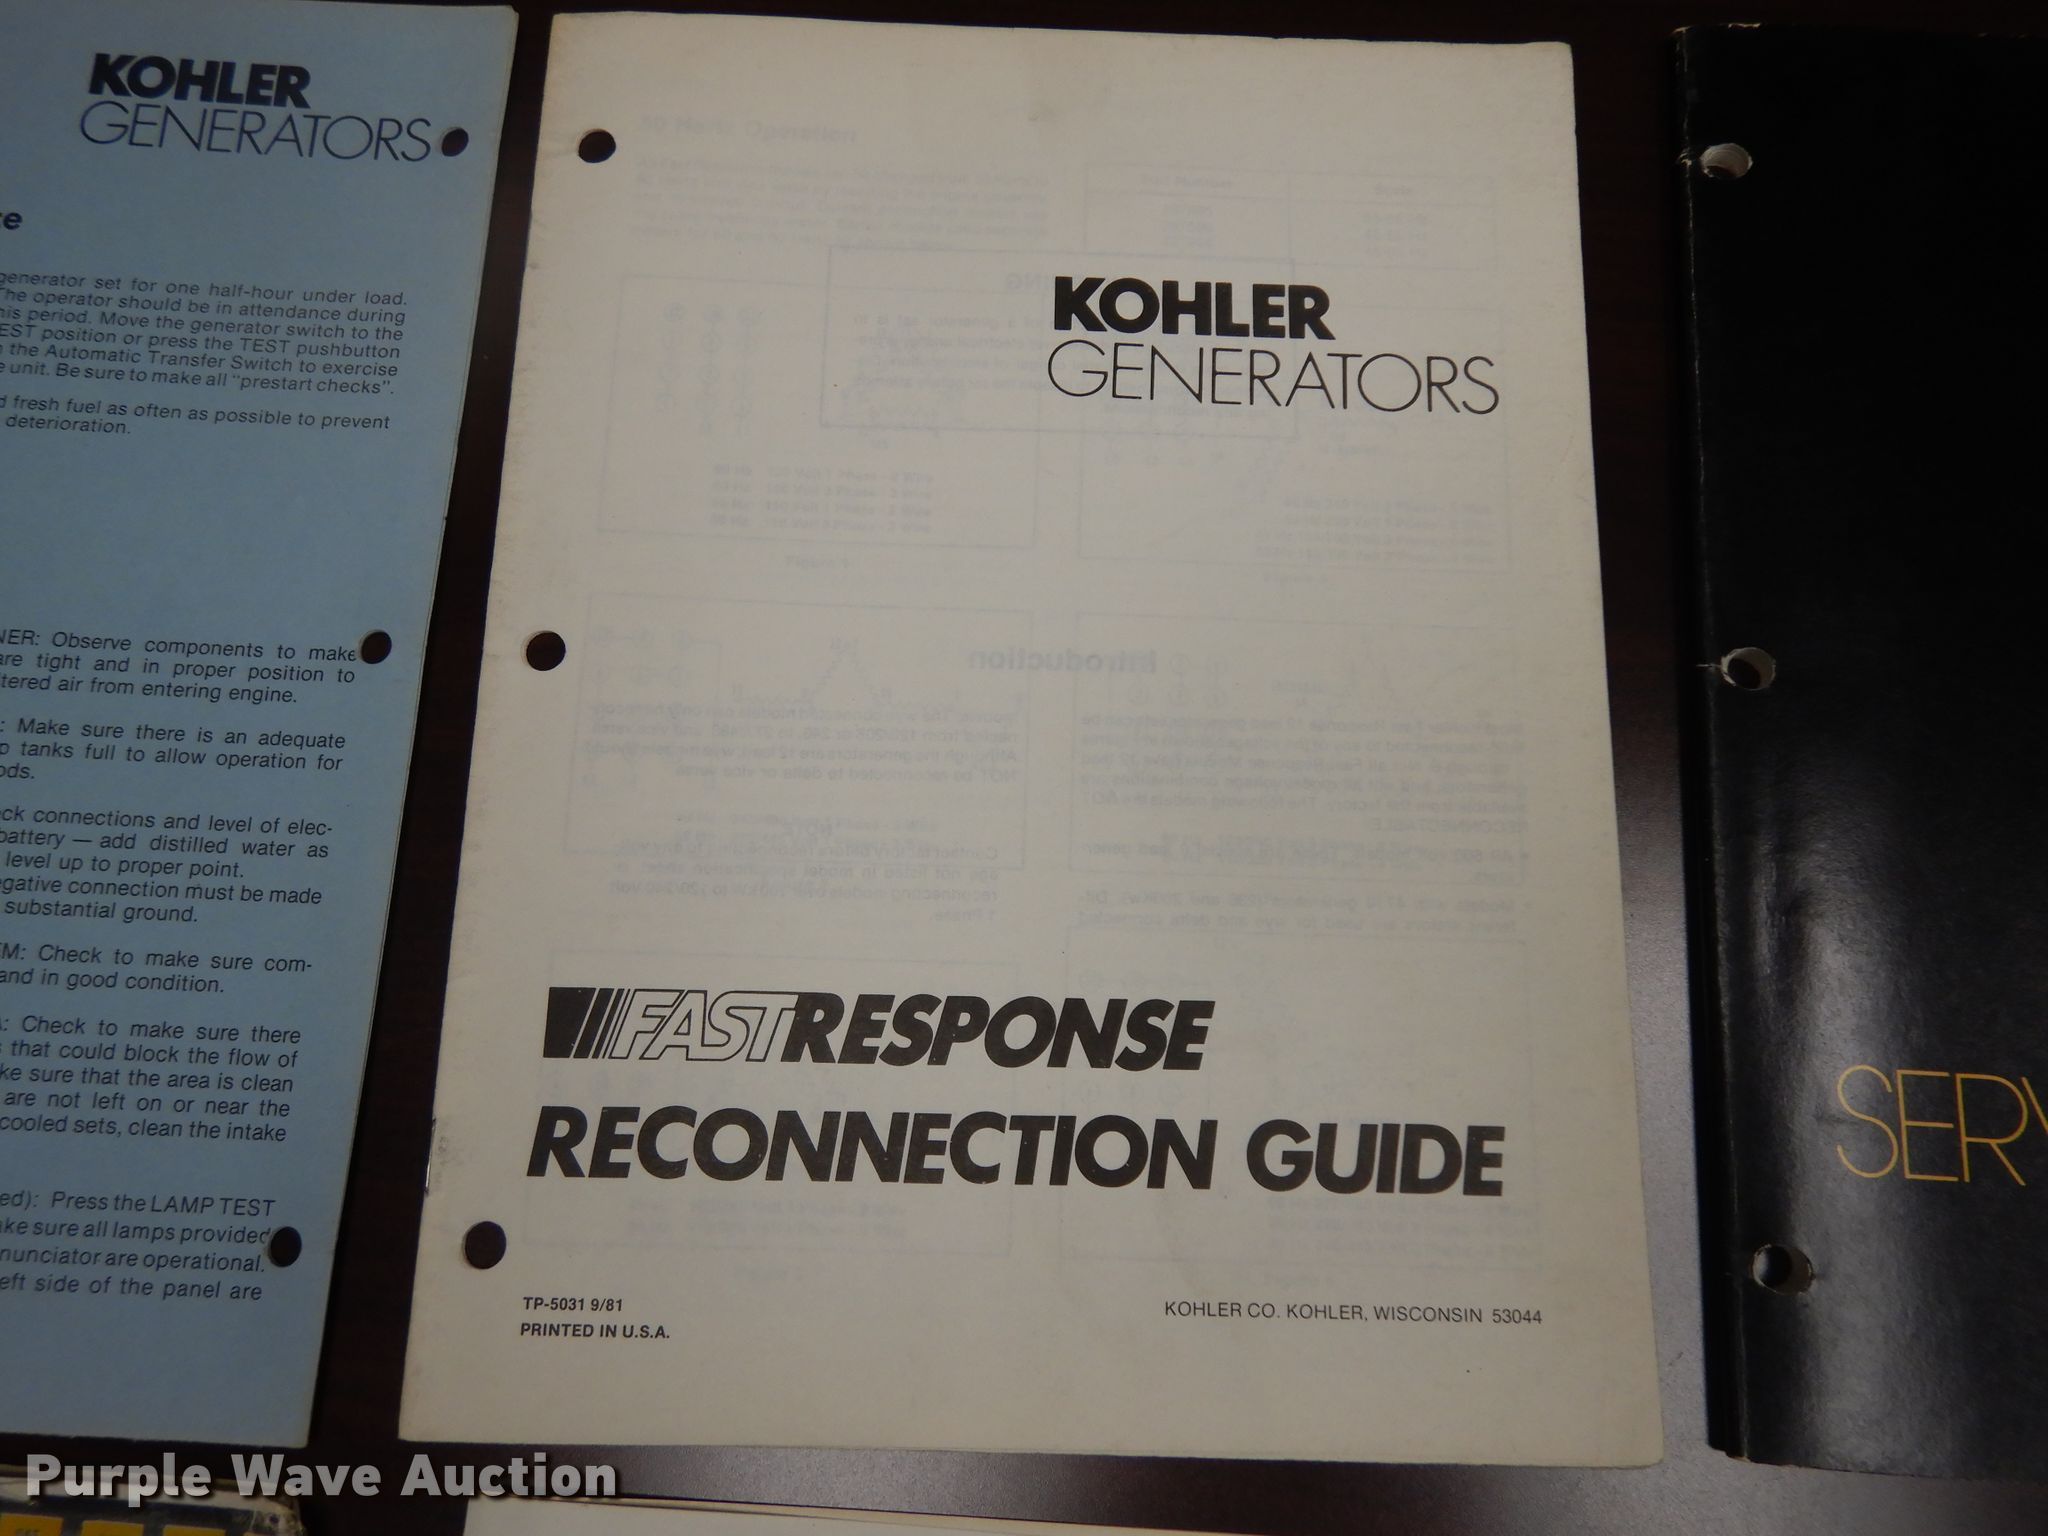 KOHLER
GENERATORS
generator set for one half-hour under load.
The operator should be in attendance during
this period. Move the generator switch to the
TEST position or press the TEST pushbutton
the Automatic Transfer Switch to exercise
unit. Be sure to make all "prestart checks".
fresh fuel as often as possible to prevent
deterioration.
NER: Observe components to make
are tight and in proper position to
air from entering engine.
: Make sure there is an adequate
tanks full to allow operation for
connections and level of elec-
battery — add distilled water as
level up to proper point.
negative connection must be made
substantial ground.
EM: Check to make sure com-
and in good condition.
: Check to make sure there
that could block the flow of
sure that the area is clean
are not left on or near the
cooled sets, clean the intake
ed): Press the LAMP TEST
sure all lamps provided
are operational.
left side of the panel are
KOHLER
GENERATORS
FAST RESPONSE
RECONNECTION GUIDE
TP-5031 9/81
PRINTED IN U.S.A.
KOHLER CO. KOHLER, WISCONSIN 53044
SERV
Purple Wave Auction